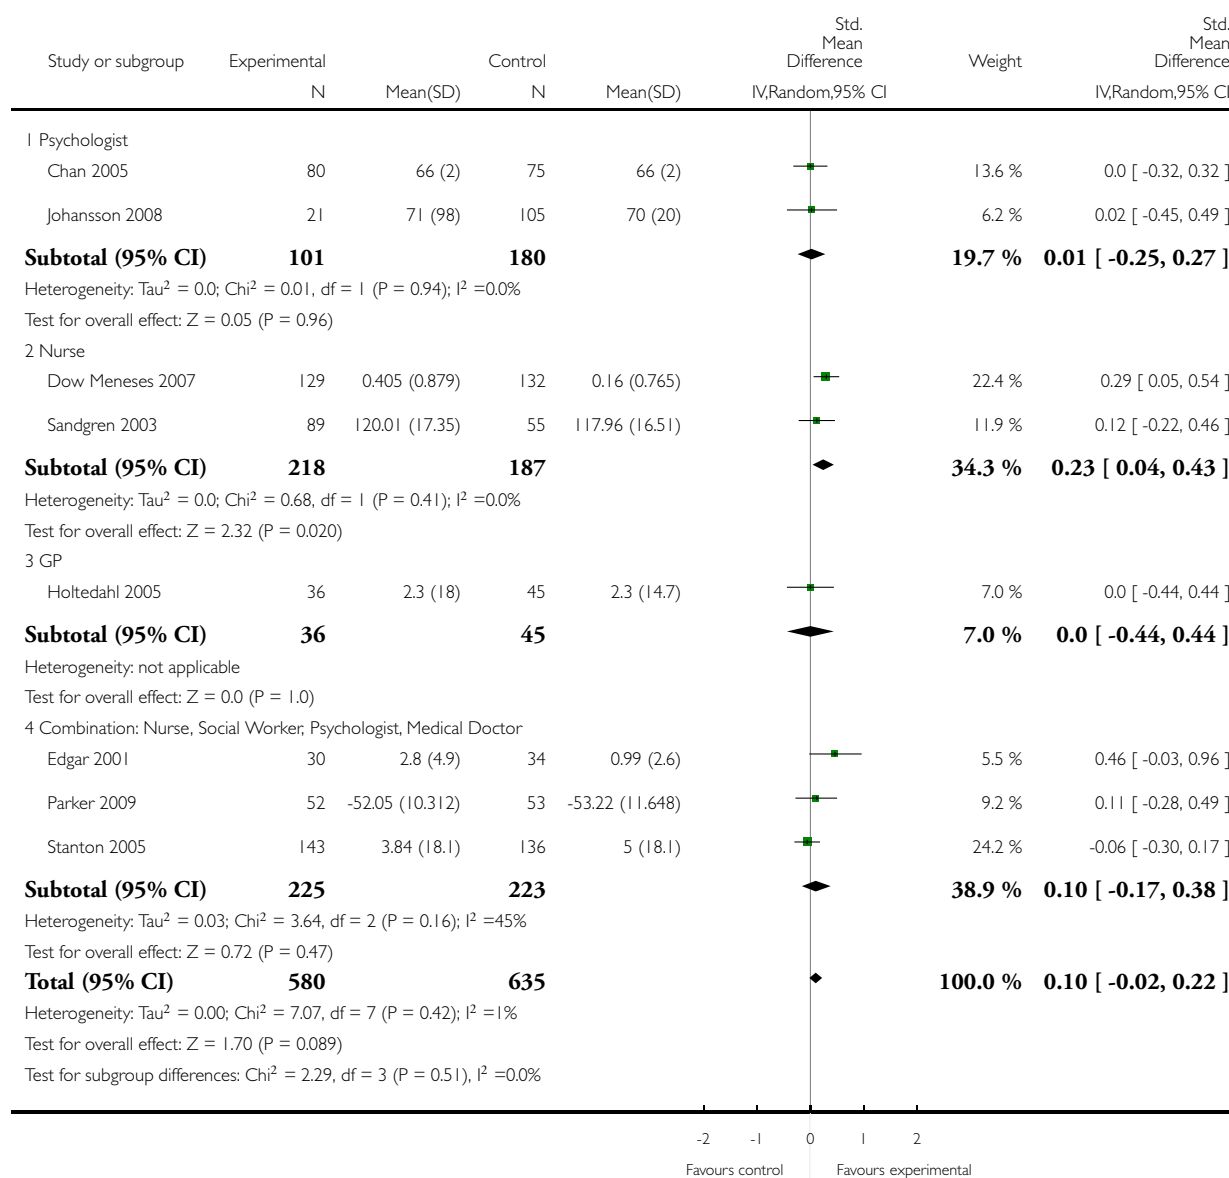 Std.
Mean
Difference
Std.
Mean
Difference
Study or subgroup Experimental Control Weight
N Mean(SD) N Mean(SD) IV,Random,95% CI IV,Random,95% CI
1 Psychologist
Chan 2005 80 66 (2) 75 66 (2) 13.6 % 0.0 [ -0.32, 0.32 ]
Johansson 2008 21 71 (98) 105 70 (20) 6.2 % 0.02 [ -0.45, 0.49 ]
Subtotal (95% CI) 101 180 19.7 % 0.01 [ -0.25, 0.27 ]
Heterogeneity: Tau² = 0.0; Chi² = 0.01, df = 1 (P = 0.94); I² =0.0%
Test for overall effect: Z = 0.05 (P = 0.96)
2 Nurse
Dow Meneses 2007 129 0.405 (0.879) 132 0.16 (0.765) 22.4 % 0.29 [ 0.05, 0.54 ]
Sandgren 2003 89 120.01 (17.35) 55 117.96 (16.51) 11.9 % 0.12 [ -0.22, 0.46 ]
Subtotal (95% CI) 218 187 34.3 % 0.23 [ 0.04, 0.43 ]
Heterogeneity: Tau² = 0.0; Chi² = 0.68, df = 1 (P = 0.41); I² =0.0%
Test for overall effect: Z = 2.32 (P = 0.020)
3 GP
Holtedahl 2005 36 2.3 (18) 45 2.3 (14.7) 7.0 % 0.0 [ -0.44, 0.44 ]
Subtotal (95% CI) 36 45 7.0 % 0.0 [ -0.44, 0.44 ]
Heterogeneity: not applicable
Test for overall effect: Z = 0.0 (P = 1.0)
4 Combination: Nurse, Social Worker, Psychologist, Medical Doctor
Edgar 2001 30 2.8 (4.9) 34 0.99 (2.6) 5.5 % 0.46 [ -0.03, 0.96 ]
Parker 2009 52 -52.05 (10.312) 53 -53.22 (11.648) 9.2 % 0.11 [ -0.28, 0.49 ]
Stanton 2005 143 3.84 (18.1) 136 5 (18.1) 24.2 % -0.06 [ -0.30, 0.17 ]
Subtotal (95% CI) 225 223 38.9 % 0.10 [ -0.17, 0.38 ]
Heterogeneity: Tau² = 0.03; Chi² = 3.64, df = 2 (P = 0.16); I² =45%
Test for overall effect: Z = 0.72 (P = 0.47)
Total (95% CI) 580 635 100.0 % 0.10 [ -0.02, 0.22 ]
Heterogeneity: Tau² = 0.00; Chi² = 7.07, df = 7 (P = 0.42); I² =1%
Test for overall effect: Z = 1.70 (P = 0.089)
Test for subgroup differences: Chi² = 2.29, df = 3 (P = 0.51), I² =0.0%
-2 -1 0 1 2
Favours control Favours experimental